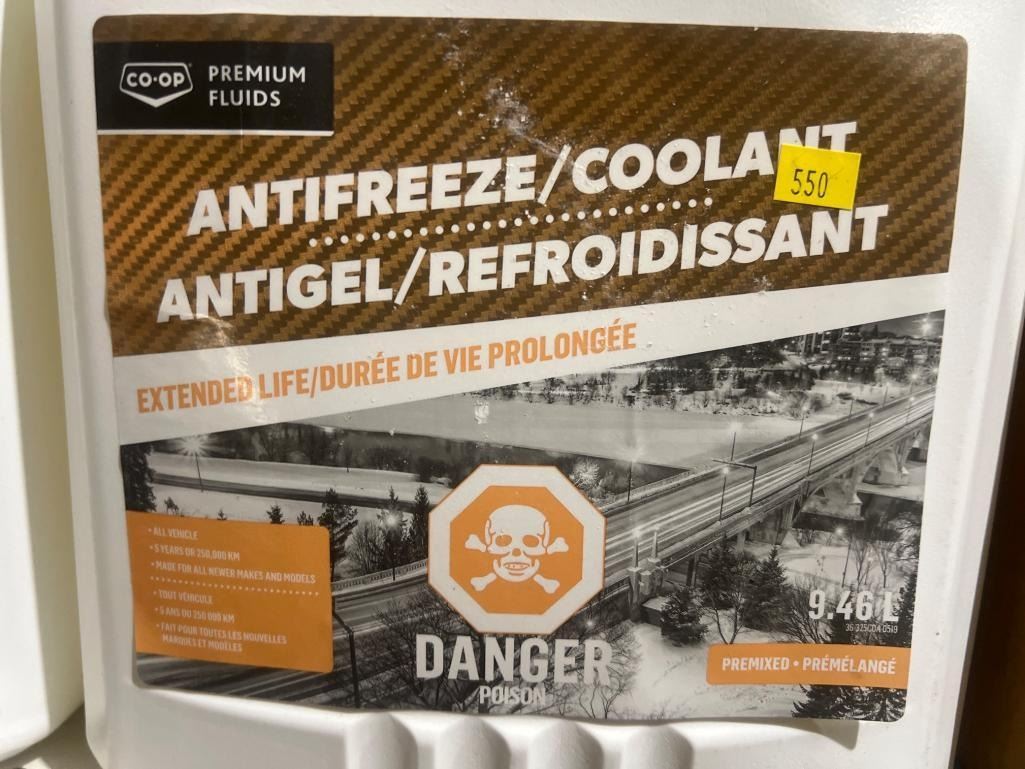 CO-OP
PREMIUM
FLUIDS
ANTIFREEZE/COOLANT
550
ANTIGEL/REFROIDISSANT
EXTENDED LIFE/DURÉE DE VIE PROLONGÉE
• ALL VEHICLE
• 5 YEARS OR 250,000 KM
• MADE FOR ALL NEWER MAKES AND MODELS
• TOUT VÉHICULE
• 5 ANS OU 250 000 KM
• FAIT POUR TOUTES LES NOUVELLES
MARQUES ET MODÈLES
DANGER
POISON
9.46 L
PREMIXED • PRÉMÉLANGÉ